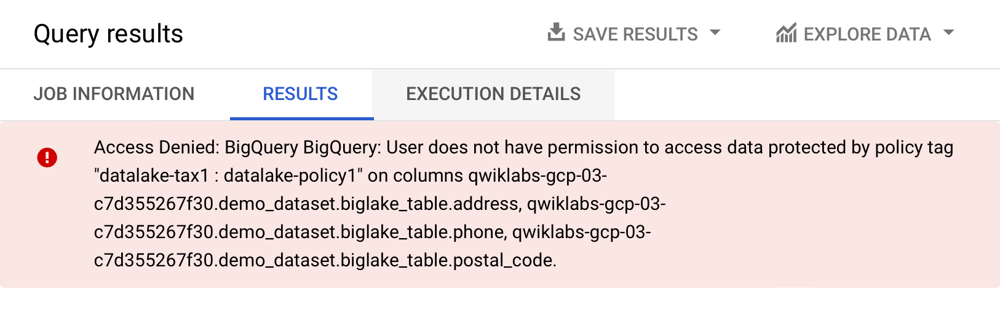 Query results
SAVE RESULTS
EXPLORE DATA
JOB INFORMATION
RESULTS
EXECUTION DETAILS
Access Denied: BigQuery BigQuery: User does not have permission to access data protected by policy tag
"datalake-tax1 : datalake-policy1" on columns qwiklabs-gcp-03-
c7d355267f30.demo_dataset.biglake_table.address, qwiklabs-gcp-03-
c7d355267f30.demo_dataset.biglake_table.phone, qwiklabs-gcp-03-
c7d355267f30.demo_dataset.biglake_table.postal_code.